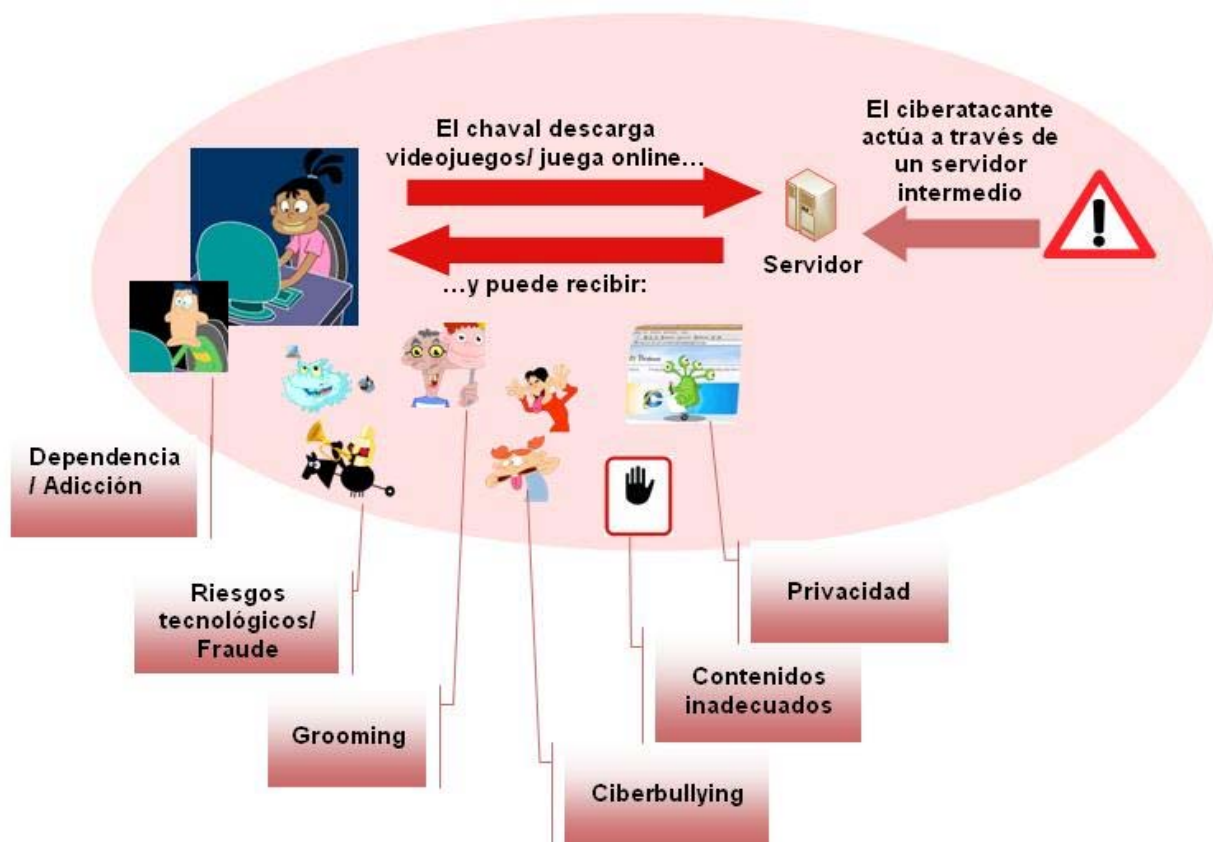 El chaval descarga
videojuegos/ juega online…
El ciberatacante
actúa a través de
un servidor
intermedio
Servidor
…y puede recibir:
Dependencia
/ Adicción
Riesgos
tecnológicos/
Fraude
Grooming
Ciberbullying
Contenidos
inadecuados
Privacidad